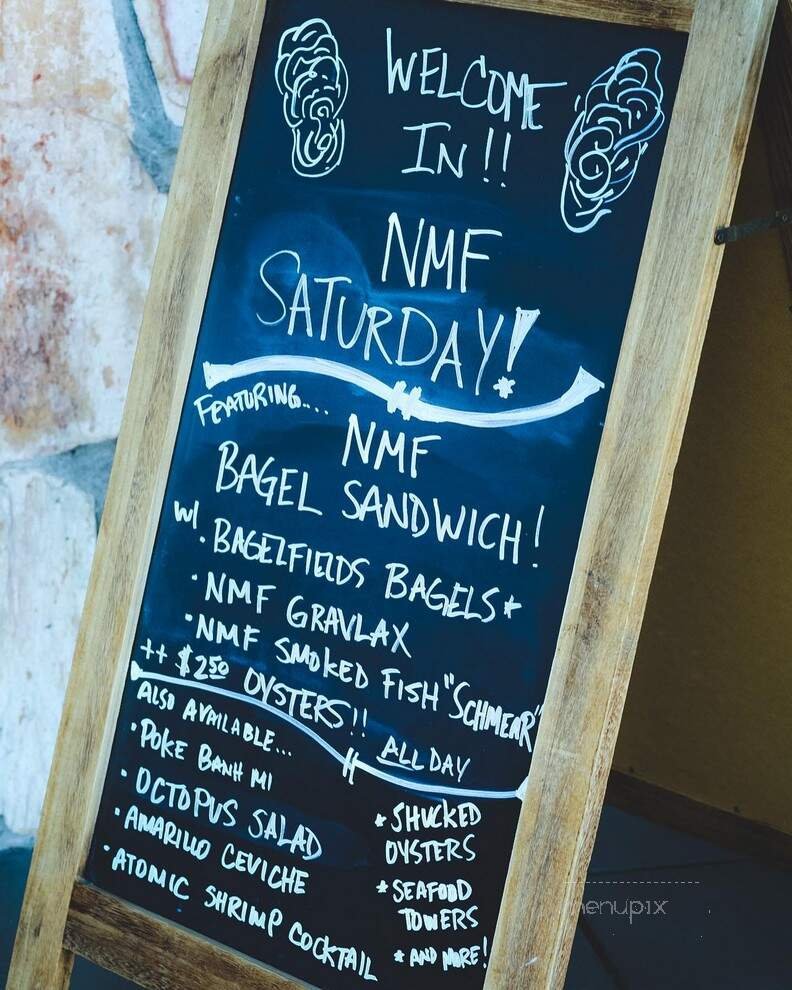 WELCOME
IN!!
NMF
SATURDAY!
FEATURING....
NMF
BAGEL SANDWICH!
w/. BAGELFIELDS BAGELS*
• NMF GRAVLAX
• NMF SMOKED FISH "SCHMEAR"
++ $2.50 OYSTERS!! ALL DAY
ALSO AVAILABLE...
• POKE BANH MI
• OCTOPUS SALAD
• AMARILLO CEVICHE
• ATOMIC SHRIMP COCKTAIL
* SHUCKED
OYSTERS
* SEAFOOD
TOWERS
* AND MORE!
menupix